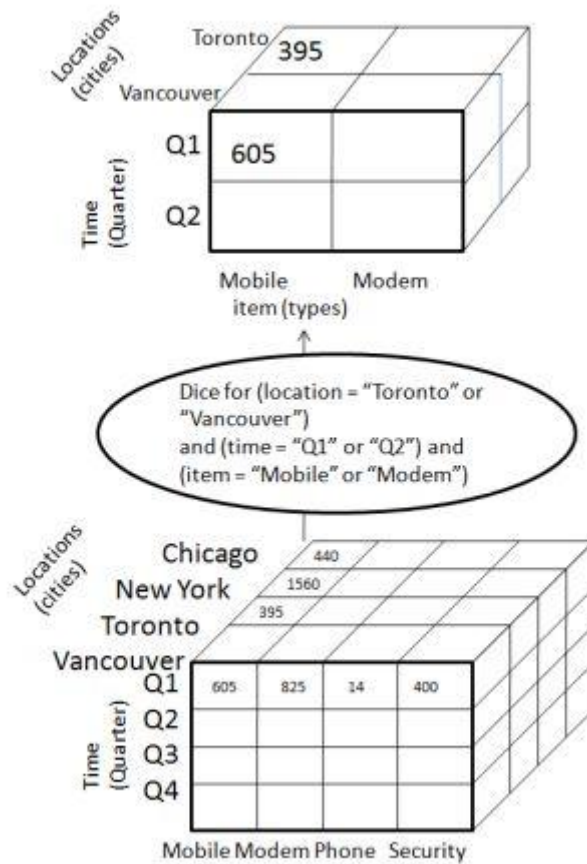 Locations
(cities)
Toronto
395
Vancouver
Time
(Quarter)
Q1
605
Q2
Mobile Modem
item (types)
Dice for (location = “Toronto” or
“Vancouver”)
and (time = “Q1” or “Q2”) and
(item = “Mobile” or “Modem”)
Locations
(cities)
Chicago 440
New York 1560
Toronto 395
Vancouver
Time
(Quarter)
Q1 605 825 14 400
Q2
Q3
Q4
Mobile Modem Phone Security